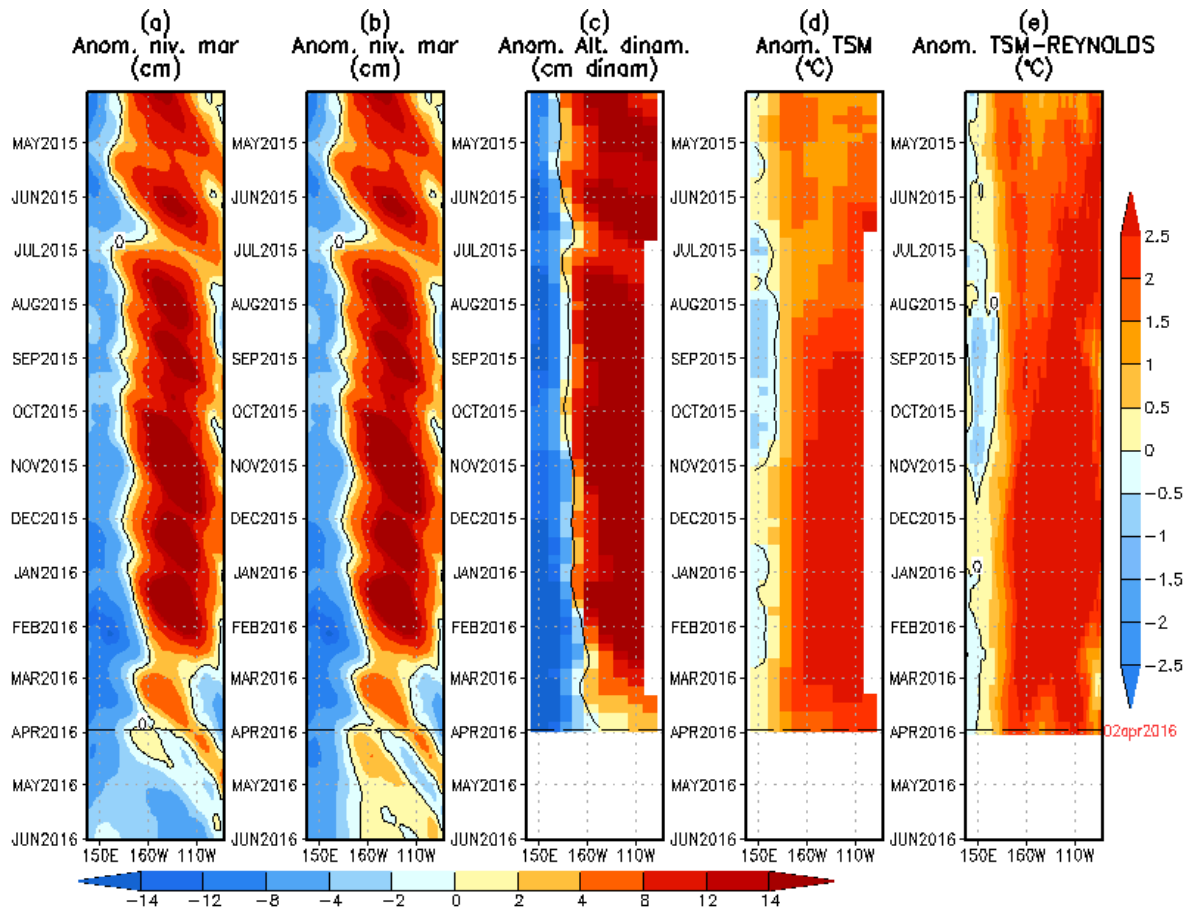 (a)
Anom. niv. mar
(cm)
(b)
Anom. niv. mar
(cm)
(c)
Anom. Alt. dinam.
(cm dinam)
(d)
Anom. TSM
(°C)
(e)
Anom. TSM-REYNOLDS
(°C)
MAY2015
JUN2015
JUL2015
AUG2015
SEP2015
OCT2015
NOV2015
DEC2015
JAN2016
FEB2016
MAR2016
APR2016
MAY2016
JUN2016
0
0
150E 160W 110W
MAY2015
JUN2015
JUL2015
AUG2015
SEP2015
OCT2015
NOV2015
DEC2015
JAN2016
FEB2016
MAR2016
APR2016
MAY2016
JUN2016
0
150E 160W 110W
MAY2015
JUN2015
JUL2015
AUG2015
SEP2015
OCT2015
NOV2015
DEC2015
JAN2016
FEB2016
MAR2016
APR2016
MAY2016
JUN2016
150E 160W 110W
MAY2015
JUN2015
JUL2015
AUG2015
SEP2015
OCT2015
NOV2015
DEC2015
JAN2016
FEB2016
MAR2016
APR2016
MAY2016
JUN2016
150E 160W 110W
MAY2015
JUN2015
JUL2015
AUG2015
SEP2015
OCT2015
NOV2015
DEC2015
JAN2016
FEB2016
MAR2016
APR2016
MAY2016
JUN2016
0
0
150E 160W 110W
2.5
2
1.5
1
0.5
0
-0.5
-1
-1.5
-2
-2.5
02apr2016
-14 -12 -8 -4 -2 0 2 4 8 12 14